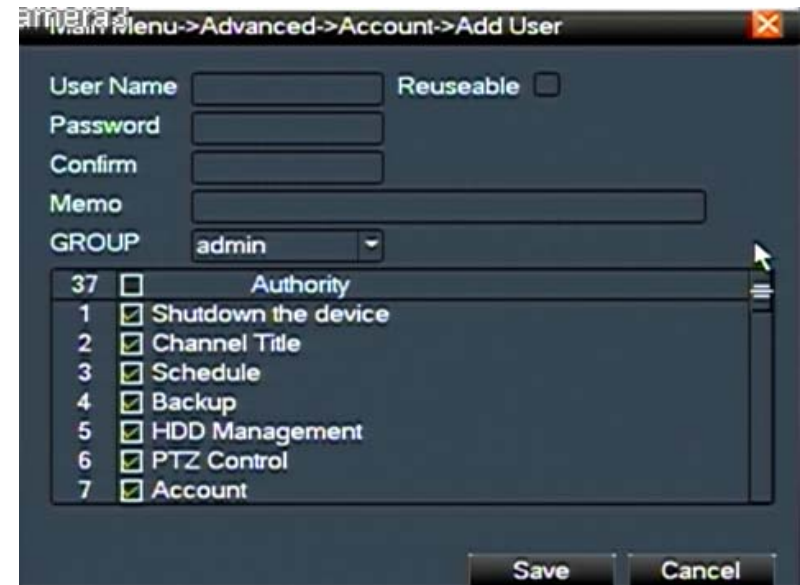 Main Menu->Advanced->Account->Add User
User Name
Reuseable
Password
Confirm
Memo
GROUP admin
37 Authority
1 Shutdown the device
2 Channel Title
3 Schedule
4 Backup
5 HDD Management
6 PTZ Control
7 Account
Save Cancel